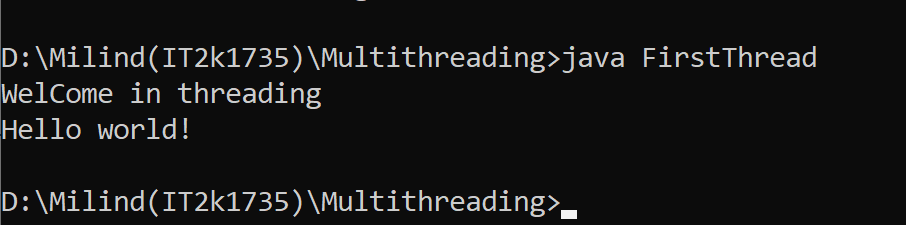 D:\Milind(IT2k1735)\Multithreading>java FirstThread
WelCome in threading
Hello world!
D:\Milind(IT2k1735)\Multithreading>